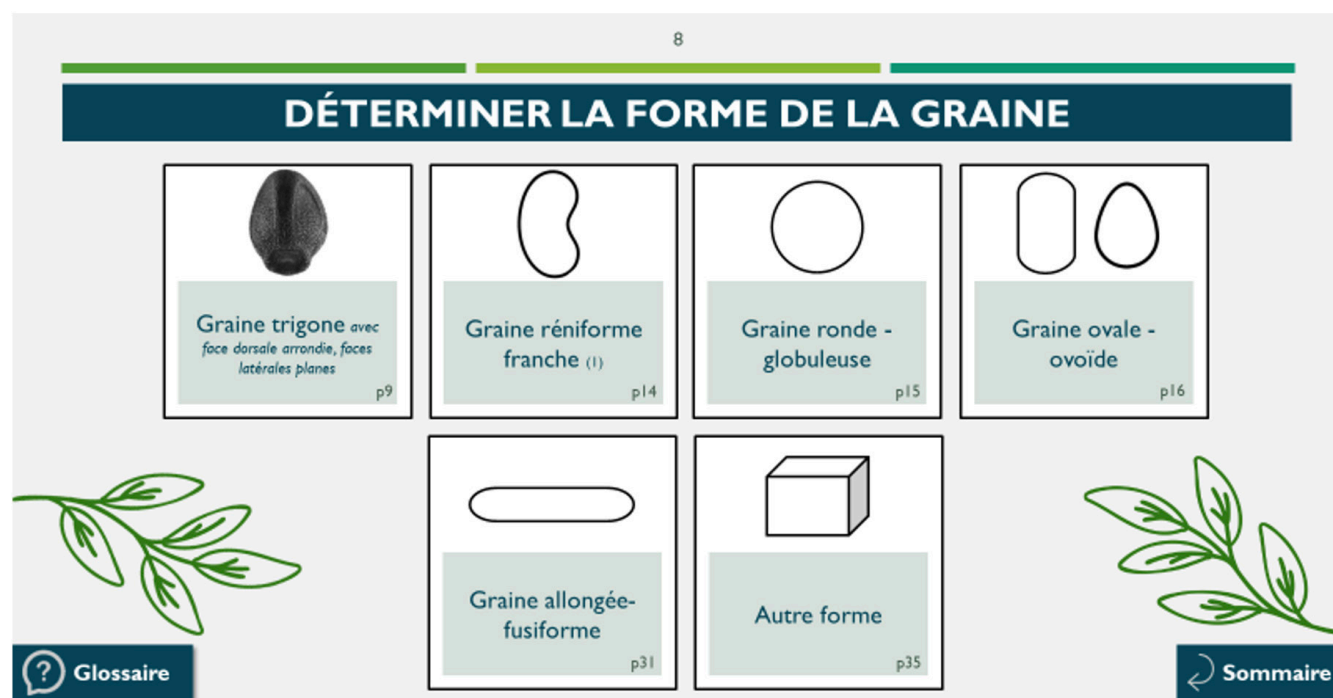 8
DÉTERMINER LA FORME DE LA GRAINE
Graine trigone avec
face dorsale arrondie, faces
latérales planes
p9
Graine réniforme
franche (1)
p14
Graine ronde -
globuleuse
p15
Graine ovale -
ovoïde
p16
Graine allongée-
fusiforme
p31
Autre forme
p35
? Glossaire
Sommaire